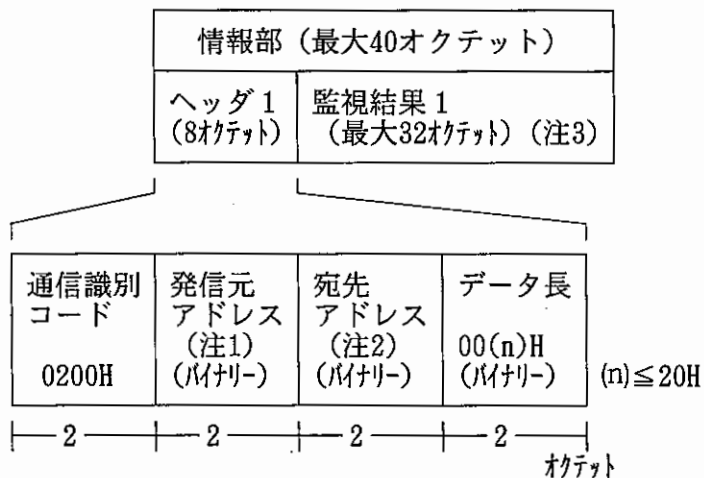 情報部（最大40オクテット）
ヘッダ1
(8オクテット)
監視結果1
(最大32オクテット)（注3）
通信識別
コード
0200H
発信元
アドレス
(注1)
(バイナリー)
宛先
アドレス
(注2)
(バイナリー)
データ長
00(n)H
(バイナリー)
(n)≦20H
2
2
2
2
オクテット